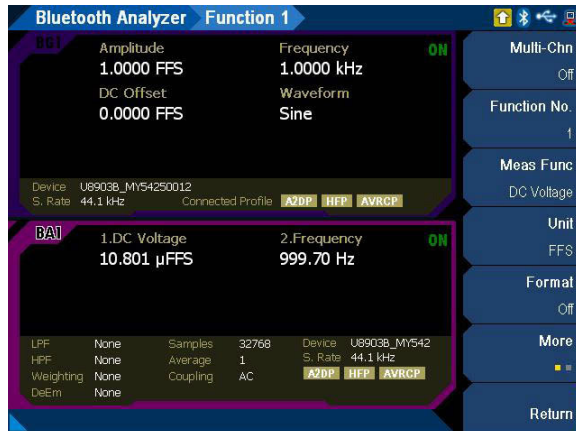 Bluetooth Analyzer Function 1
BG1
Amplitude Frequency ON
1.0000 FFS 1.0000 kHz
DC Offset Waveform
0.0000 FFS Sine
Device U8903B_MY54250012
S. Rate 44.1 kHz Connected Profile A2DP HFP AVRCP
BA1
1.DC Voltage 2.Frequency ON
10.801 µFFS 999.70 Hz
LPF None Samples 32768 Device U8903B_MY542
HPF None Average 1 S. Rate 44.1 kHz
Weighting None Coupling AC A2DP HFP AVRCP
DeEm None
Multi-Chn
Off
Function No.
1
Meas Func
DC Voltage
Unit
FFS
Format
Off
More
Return